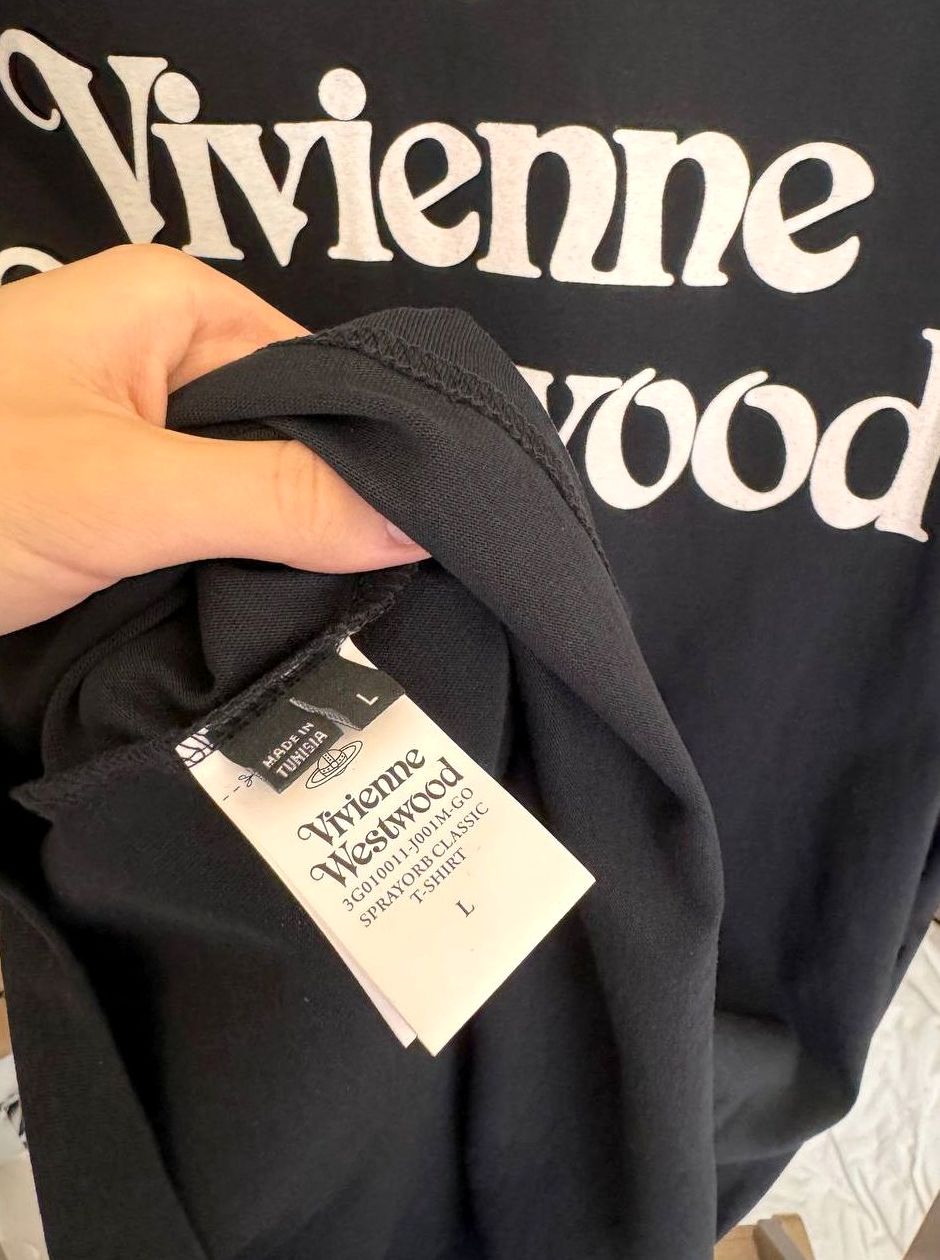 Vivienne
wood
MADE IN
TUNISIA
L
Vivienne
Westwood
3G010011-J001M-GO
SPRAYORB CLASSIC
T-SHIRT
L